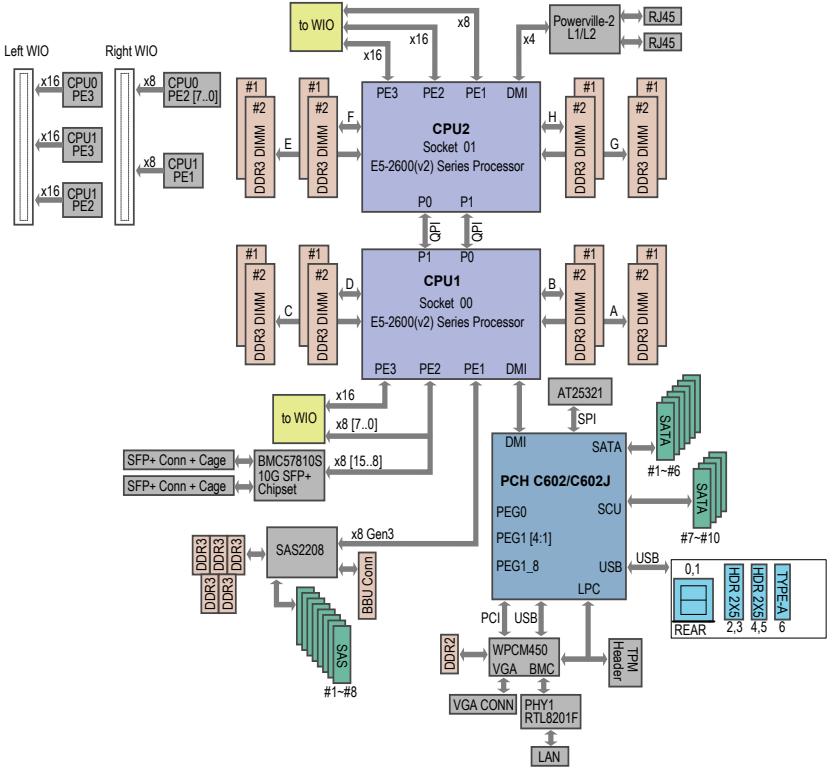 to WIO
x8
x16
x16
x4
Powerville-2
L1/L2
RJ45
RJ45
Left WIO
Right WIO
x16
CPU0
PE3
x16
CPU1
PE3
x16
CPU1
PE2
x8
CPU0
PE2 [7..0]
x8
CPU1
PE1
#1
#2
DDR3 DIMM
E
#1
#2
DDR3 DIMM
F
PE3
PE2
PE1
DMI
CPU2
Socket 01
E5-2600(v2) Series Processor
P0
P1
H
#1
#2
DDR3 DIMM
G
#1
#2
DDR3 DIMM
QPI
QPI
#1
#2
DDR3 DIMM
C
#1
#2
DDR3 DIMM
D
P1
P0
CPU1
Socket 00
E5-2600(v2) Series Processor
PE3
PE2
PE1
DMI
B
#1
#2
DDR3 DIMM
A
#1
#2
DDR3 DIMM
to WIO
x16
x8 [7..0]
x8 [15..8]
SFP+ Conn + Cage
SFP+ Conn + Cage
BMC57810S
10G SFP+
Chipset
x8 Gen3
DDR3
DDR3
DDR3
DDR3
DDR3
SAS2208
BBU Conn
SAS
#1~#8
AT25321
SPI
DMI
SATA
PCH C602/C602J
PEG0
SCU
PEG1 [4:1]
PEG1_8
USB
LPC
SATA
#1~#6
SATA
#7~#10
USB
0,1
REAR
HDR 2X5
2,3
HDR 2X5
4,5
TYPE-A
6
PCI
USB
DDR2
WPCM450
VGA
BMC
TPM
Header
VGA CONN
PHY1
RTL8201F
LAN